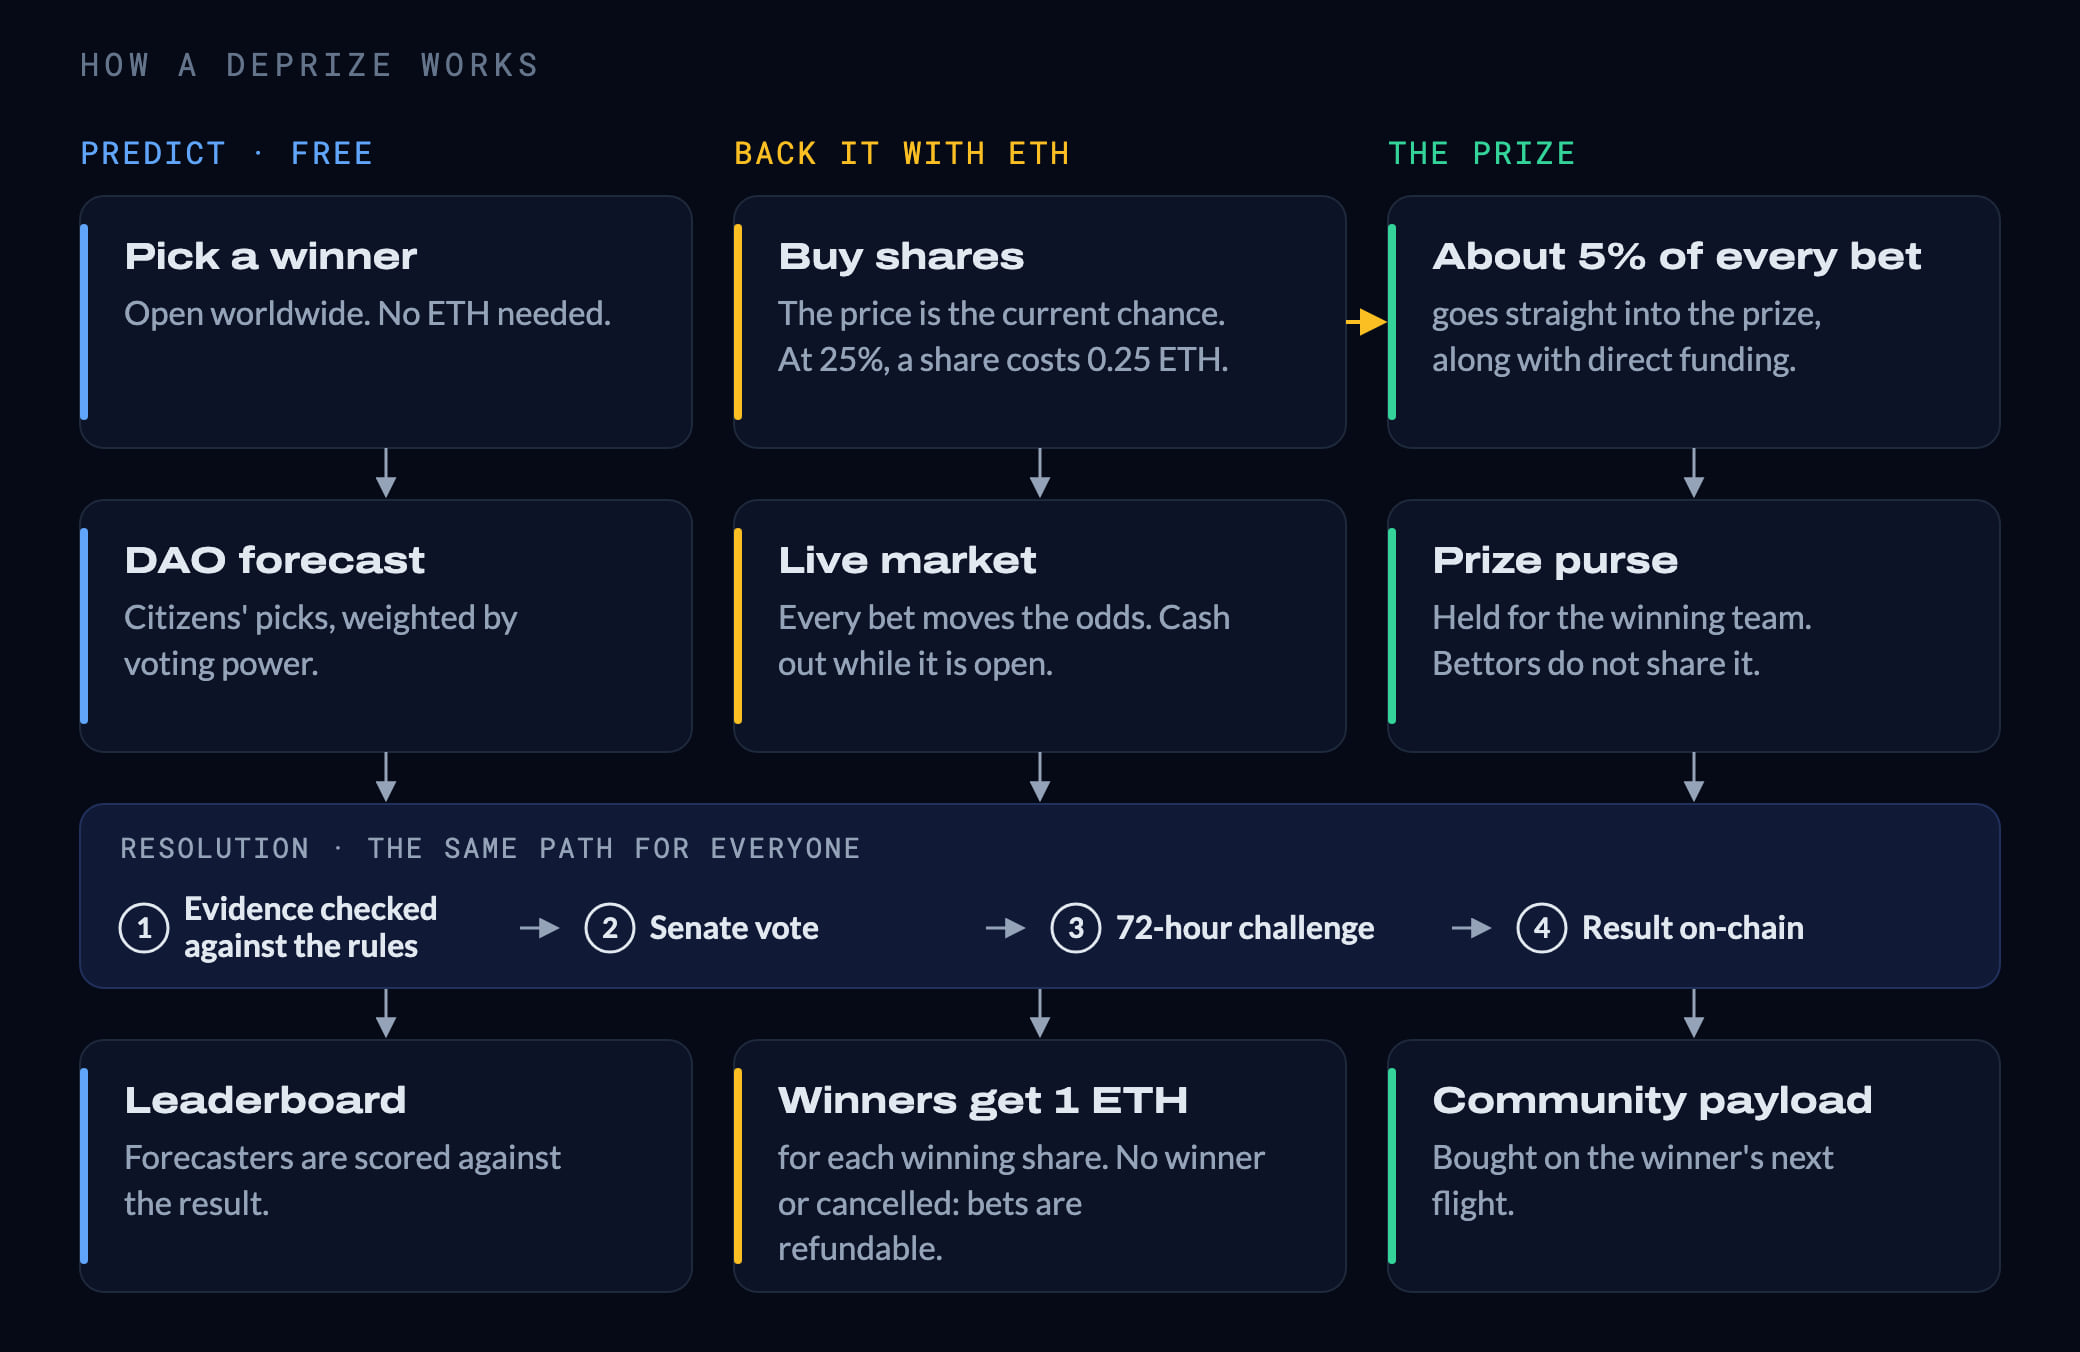 HOW A DEPRIZE WORKS
PREDICT · FREE
Pick a winner
Open worldwide. No ETH needed.
DAO forecast
Citizens' picks, weighted by
voting power.
BACK IT WITH ETH
Buy shares
The price is the current chance.
At 25%, a share costs 0.25 ETH.
Live market
Every bet moves the odds. Cash
out while it is open.
THE PRIZE
About 5% of every bet
goes straight into the prize,
along with direct funding.
Prize purse
Held for the winning team.
Bettors do not share it.
RESOLUTION · THE SAME PATH FOR EVERYONE
1 Evidence checked
against the rules
2 Senate vote
3 72-hour challenge
4 Result on-chain
Leaderboard
Forecasters are scored against
the result.
Winners get 1 ETH
for each winning share. No winner
or cancelled: bets are
refundable.
Community payload
Bought on the winner's next
flight.